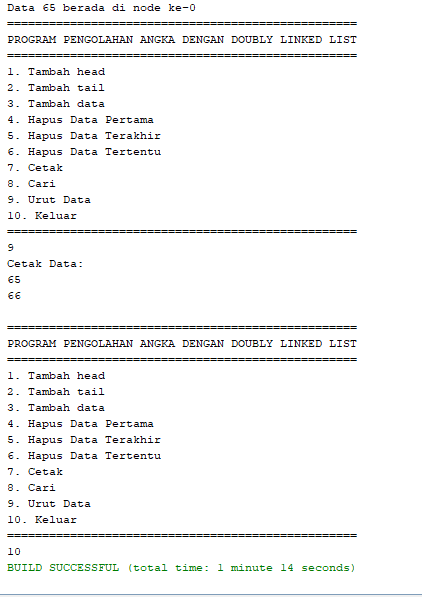 Data 65 berada di node ke-0
==================================================
PROGRAM PENGOLAHAN ANGKA DENGAN DOUBLY LINKED LIST
==================================================
1. Tambah head
2. Tambah tail
3. Tambah data
4. Hapus Data Pertama
5. Hapus Data Terakhir
6. Hapus Data Tertentu
7. Cetak
8. Cari
9. Urut Data
10. Keluar
==================================================
9
Cetak Data:
65
66

==================================================
PROGRAM PENGOLAHAN ANGKA DENGAN DOUBLY LINKED LIST
==================================================
1. Tambah head
2. Tambah tail
3. Tambah data
4. Hapus Data Pertama
5. Hapus Data Terakhir
6. Hapus Data Tertentu
7. Cetak
8. Cari
9. Urut Data
10. Keluar
==================================================
10
BUILD SUCCESSFUL (total time: 1 minute 14 seconds)